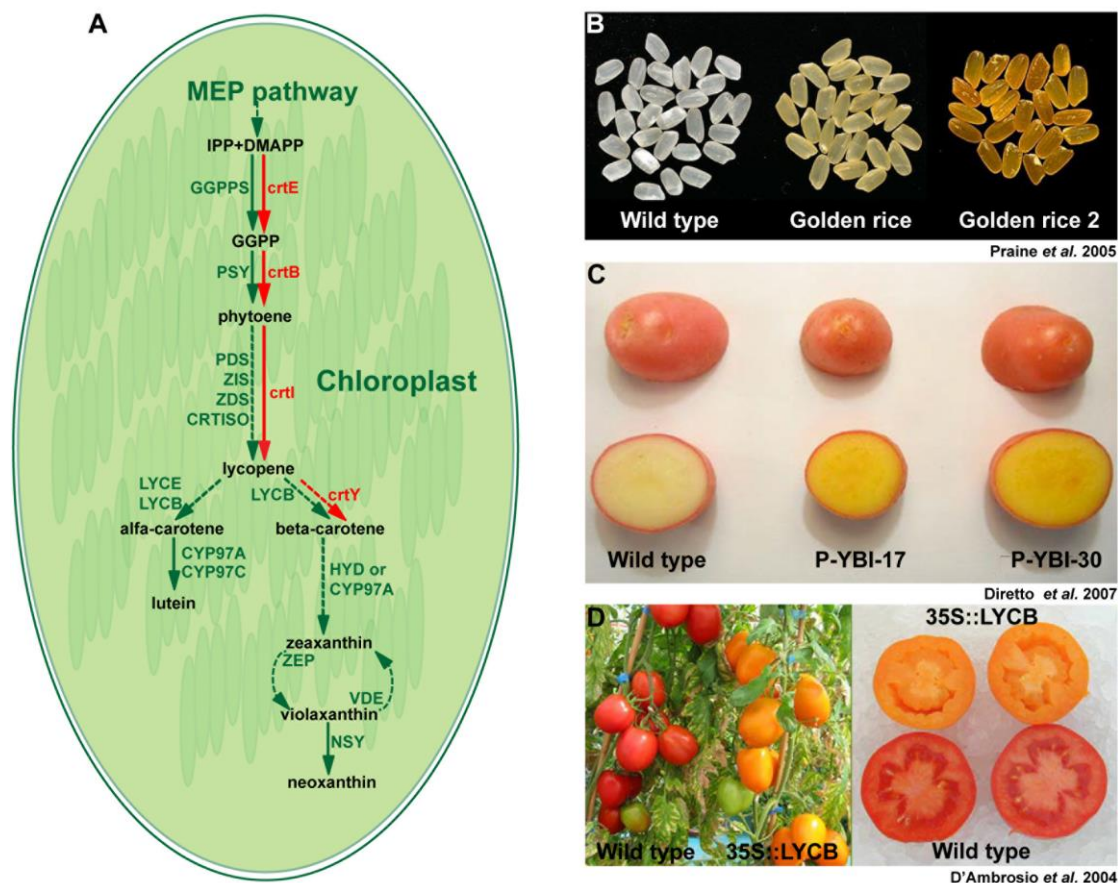 A
MEP pathway
IPP+DMAPP
GGPPS
crtE
GGPP
PSY
crtB
phytoene
PDS
ZIS
ZDS
CRTISO
crtI
Chloroplast
lycopene
LYCE
LYCB
LYCB
crtY
alfa-carotene
beta-carotene
CYP97A
CYP97C
HYD or
CYP97A
lutein
zeaxanthin
ZEP
VDE
violaxanthin
NSY
neoxanthin
B
Wild type
Golden rice
Golden rice 2
Praine et al. 2005
C
Wild type
P-YBI-17
P-YBI-30
Diretto et al. 2007
D
35S::LYCB
Wild type
35S::LYCB
Wild type
D'Ambrosio et al. 2004